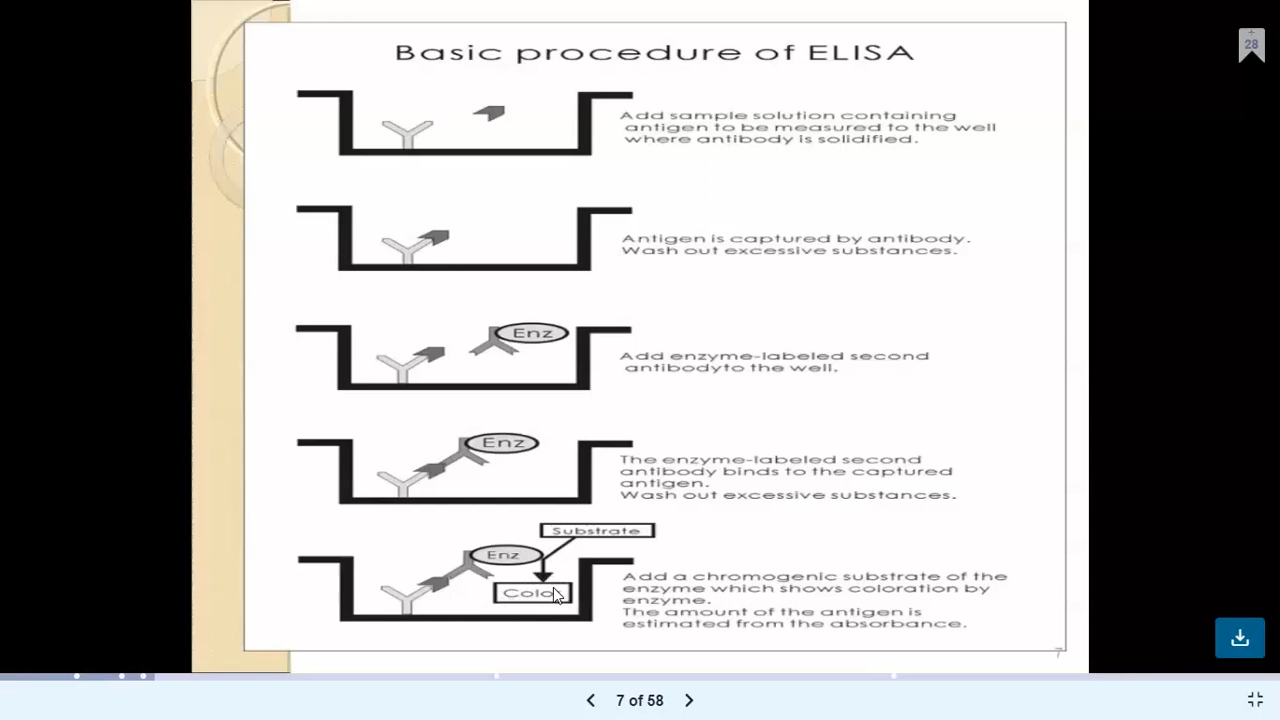 Basic procedure of ELISA
28
Add sample solution containing
antigen to be measured to the well
where antibody is solidified.
Antigen is captured by antibody.
Wash out excessive substances.
Enz
Add enzyme-labeled second
antibodyto the well.
Enz
The enzyme-labeled second
antibody binds to the captured
antigen.
Wash out excessive substances.
Substrate
Enz
Colo
Add a chromogenic substrate of the
enzyme which shows coloration by
enzyme.
The amount of the antigen is
estimated from the absorbance.
7
7 of 58